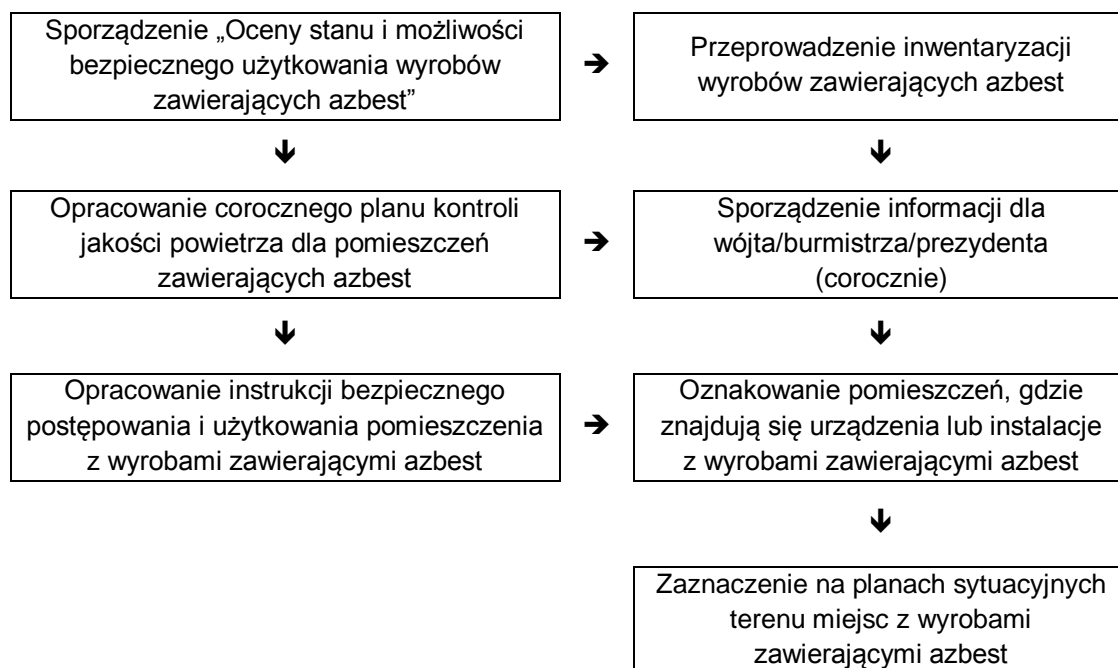 Sporządzenie „Oceny stanu i możliwości
bezpiecznego użytkowania wyrobów
zawierających azbest”
Przeprowadzenie inwentaryzacji
wyrobów zawierających azbest
Opracowanie corocznego planu kontroli
jakości powietrza dla pomieszczeń
zawierających azbest
Sporządzenie informacji dla
wójta/burmistrza/prezydenta
(corocznie)
Opracowanie instrukcji bezpiecznego
postępowania i użytkowania pomieszczenia
z wyrobami zawierającymi azbest
Oznakowanie pomieszczeń, gdzie
znajdują się urządzenia lub instalacje
z wyrobami zawierającymi azbest
Zaznaczenie na planach sytuacyjnych
terenu miejsc z wyrobami
zawierającymi azbest